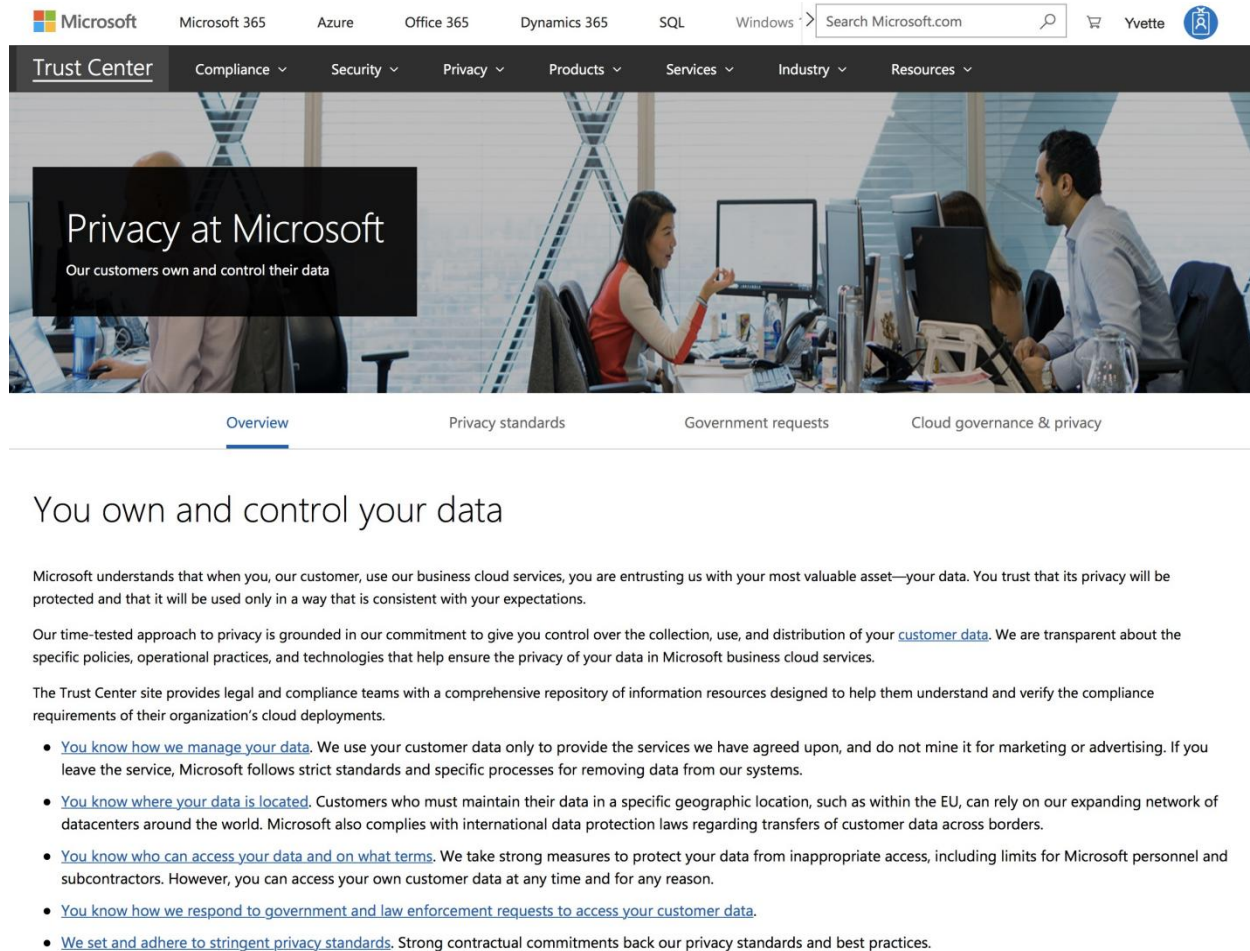 Microsoft
Microsoft 365
Azure
Office 365
Dynamics 365
SQL
Windows
Search Microsoft.com
Yvette
Trust Center
Compliance
Security
Privacy
Products
Services
Industry
Resources
Privacy at Microsoft
Our customers own and control their data
Overview
Privacy standards
Government requests
Cloud governance & privacy
You own and control your data
Microsoft understands that when you, our customer, use our business cloud services, you are entrusting us with your most valuable asset—your data. You trust that its privacy will be
protected and that it will be used only in a way that is consistent with your expectations.
Our time-tested approach to privacy is grounded in our commitment to give you control over the collection, use, and distribution of your customer data. We are transparent about the
specific policies, operational practices, and technologies that help ensure the privacy of your data in Microsoft business cloud services.
The Trust Center site provides legal and compliance teams with a comprehensive repository of information resources designed to help them understand and verify the compliance
requirements of their organization's cloud deployments.
• You know how we manage your data. We use your customer data only to provide the services we have agreed upon, and do not mine it for marketing or advertising. If you
leave the service, Microsoft follows strict standards and specific processes for removing data from our systems.
• You know where your data is located. Customers who must maintain their data in a specific geographic location, such as within the EU, can rely on our expanding network of
datacenters around the world. Microsoft also complies with international data protection laws regarding transfers of customer data across borders.
• You know who can access your data and on what terms. We take strong measures to protect your data from inappropriate access, including limits for Microsoft personnel and
subcontractors. However, you can access your own customer data at any time and for any reason.
• You know how we respond to government and law enforcement requests to access your customer data.
• We set and adhere to stringent privacy standards. Strong contractual commitments back our privacy standards and best practices.